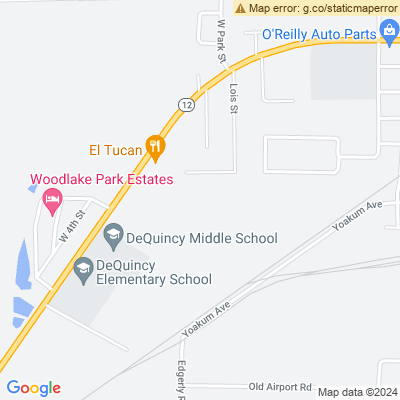 Map error: g.co/staticmaperror
W Park St
O'Reilly Auto Parts
Lois St
12
El Tucan
Woodlake Park Estates
W 4th St
Yoakum Ave
DeQuincy Middle School
DeQuincy
Elementary School
Yoakum Ave
Edgerly R
Old Airport Rd
Google
Map data ©2024